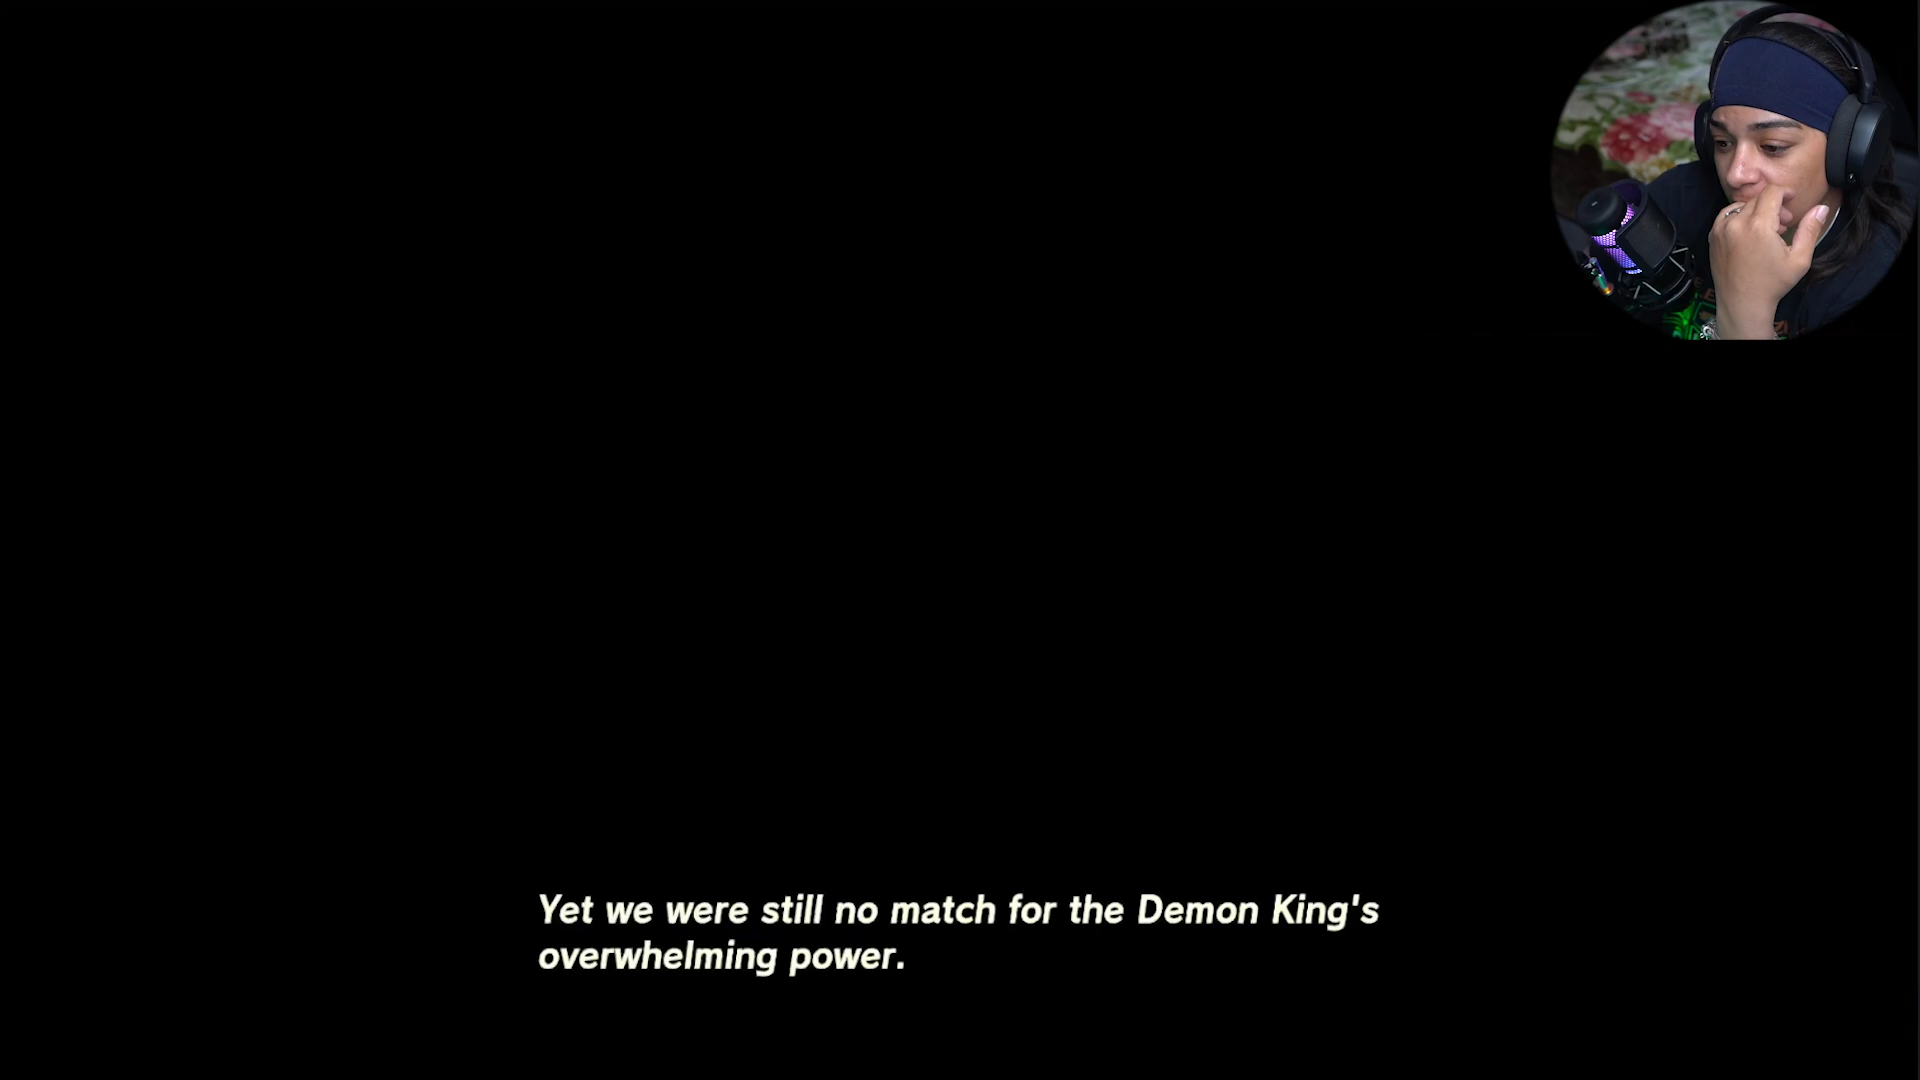 Yet we were still no match for the Demon King's
overwhelming power.